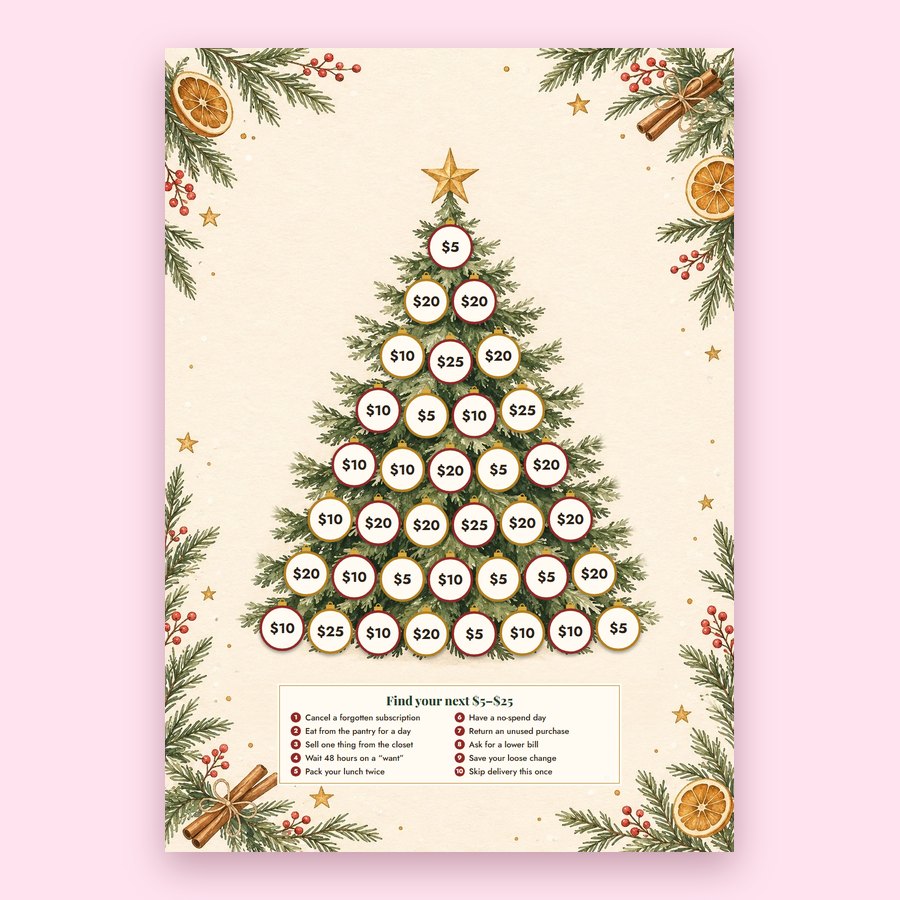 $5
$20 $20
$10 $25 $20
$10 $5 $10 $25
$10 $10 $20 $5 $20
$10 $20 $20 $25 $20 $20
$20 $10 $5 $10 $5 $5 $20
$10 $25 $10 $20 $5 $10 $10 $5
Find your next $5–$25
1 Cancel a forgotten subscription
2 Eat from the pantry for a day
3 Sell one thing from the closet
4 Wait 48 hours on a “want”
5 Pack your lunch twice
6 Have a no-spend day
7 Return an unused purchase
8 Ask for a lower bill
9 Save your loose change
10 Skip delivery this once